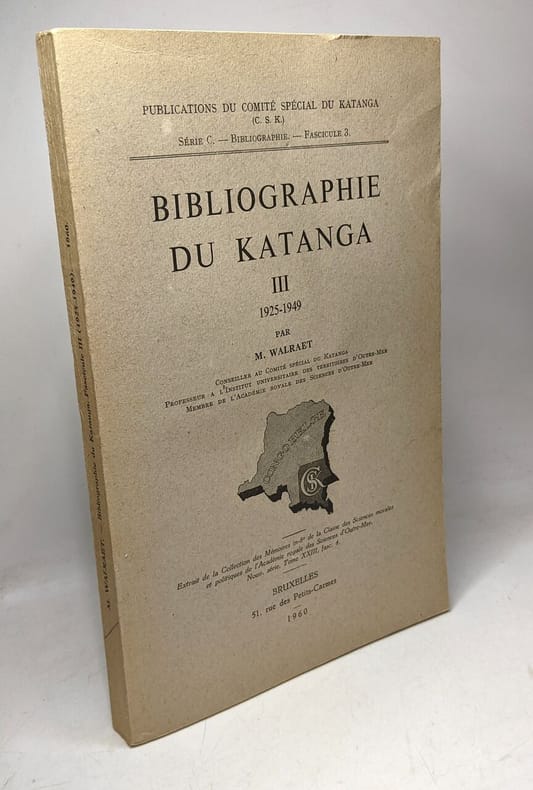 PUBLICATIONS DU COMITÉ SPÉCIAL DU KATANGA
(C. S. K.)
SÉRIE C. — BIBLIOGRAPHIE. — FASCICULE 3.
BIBLIOGRAPHIE
DU KATANGA
III
1925-1949
PAR
M. WALRAET
CONSEILLER AU COMITÉ SPÉCIAL DU KATANGA
PROFESSEUR A L'INSTITUT UNIVERSITAIRE DES TERRITOIRES D'OUTRE-MER
MEMBRE DE L'ACADÉMIE ROYALE DES SCIENCES D'OUTRE-MER
CONGO BELGE
CSK
Extrait de la Collection des Mémoires in-8° de la Classe des Sciences morales
et politiques de l'Académie royale des Sciences d'Outre-Mer.
Nouv. série, Tome XXIII, fasc. 4.
BRUXELLES
51, rue des Petits-Carmes
1960
M. WALRAET. Bibliographie du Katanga. Fascicule III (1925-1949). 1960.